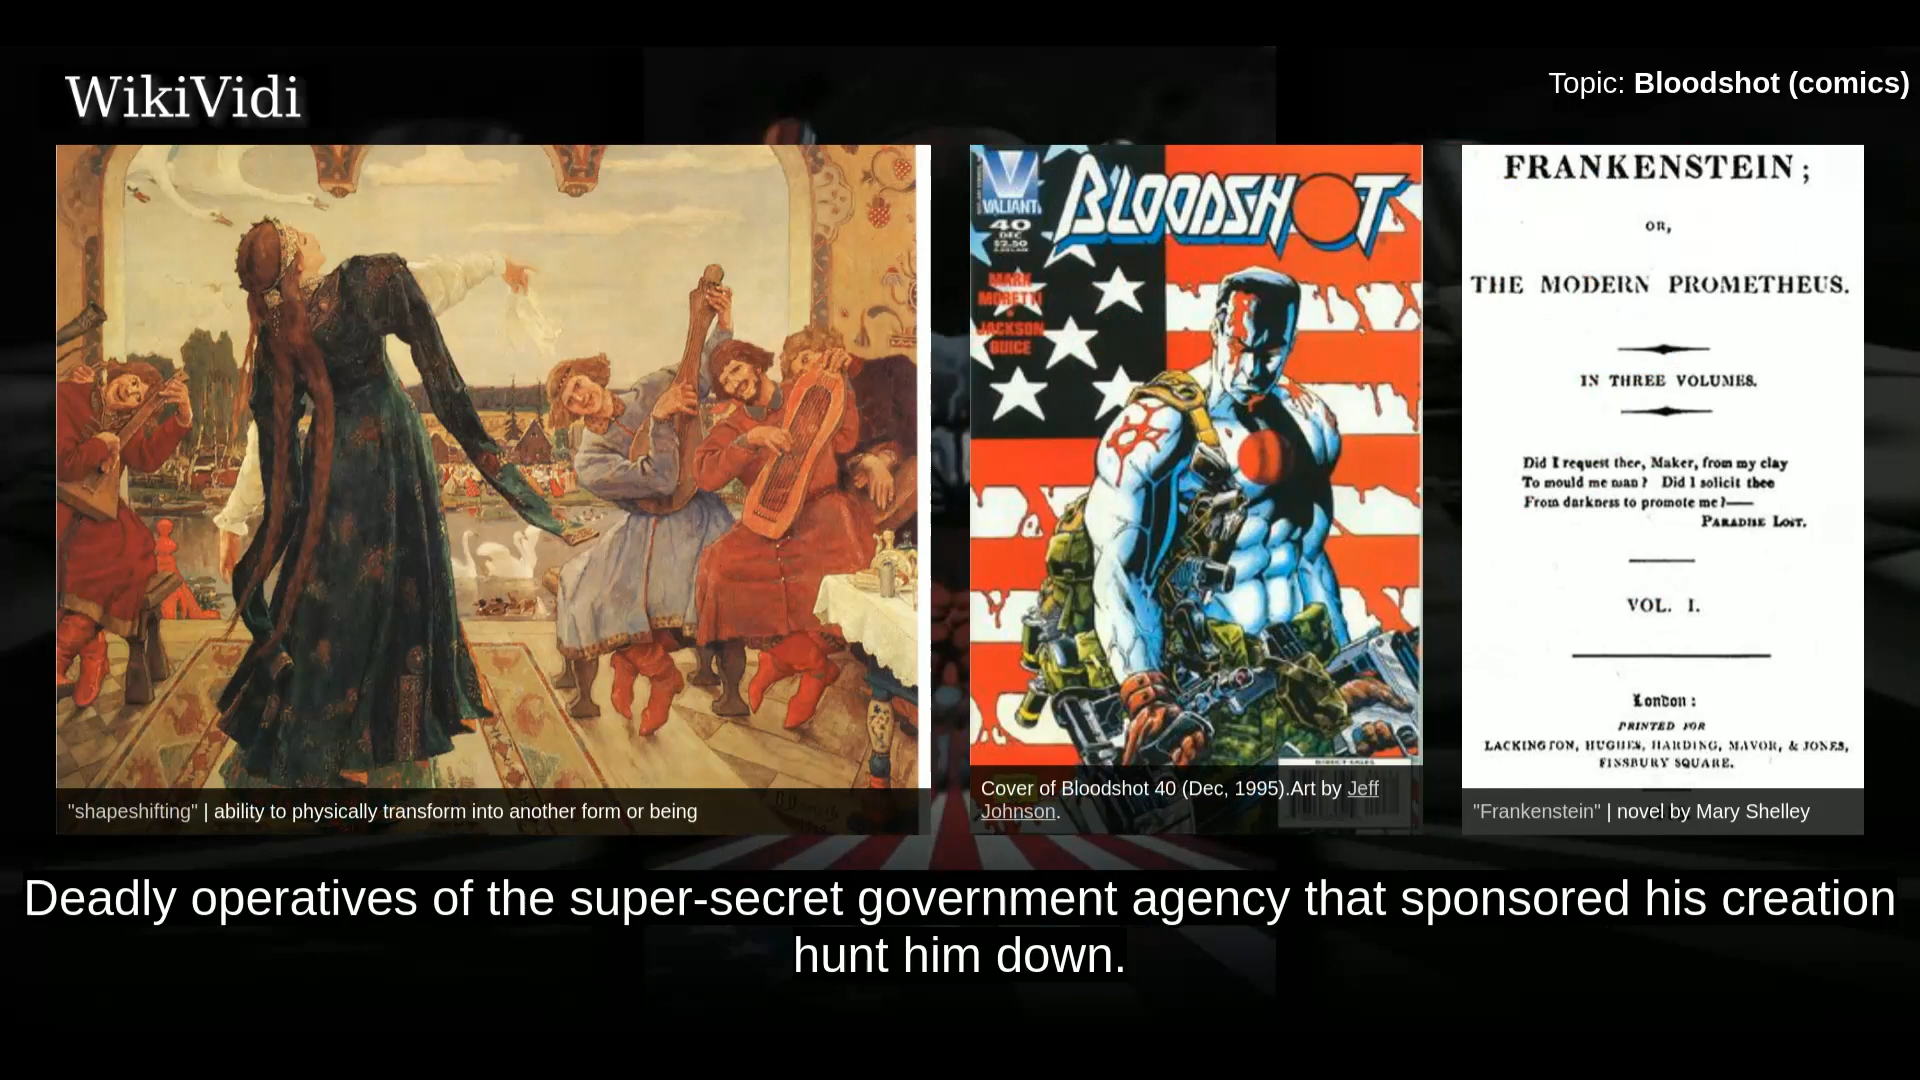 WikiVidi
Topic: Bloodshot (comics)
VALIANT
40
DEC
$2.50
BLOODSHOT
MARK
MORETTI
JACKSON
GUICE
FRANKENSTEIN;
OR,
THE MODERN PROMETHEUS.
IN THREE VOLUMES.
Did I request thee, Maker, from my clay
To mould me man? Did I solicit thee
From darkness to promote me?—
PARADISE LOST.
VOL. I.
London:
PRINTED FOR
LACKINGTON, HUGHES, HARDING, MAVOR, & JONES,
FINSBURY SQUARE.
"shapeshifting" | ability to physically transform into another form or being
Cover of Bloodshot 40 (Dec, 1995).Art by Jeff
Johnson.
"Frankenstein" | novel by Mary Shelley
Deadly operatives of the super-secret government agency that sponsored his creation
hunt him down.